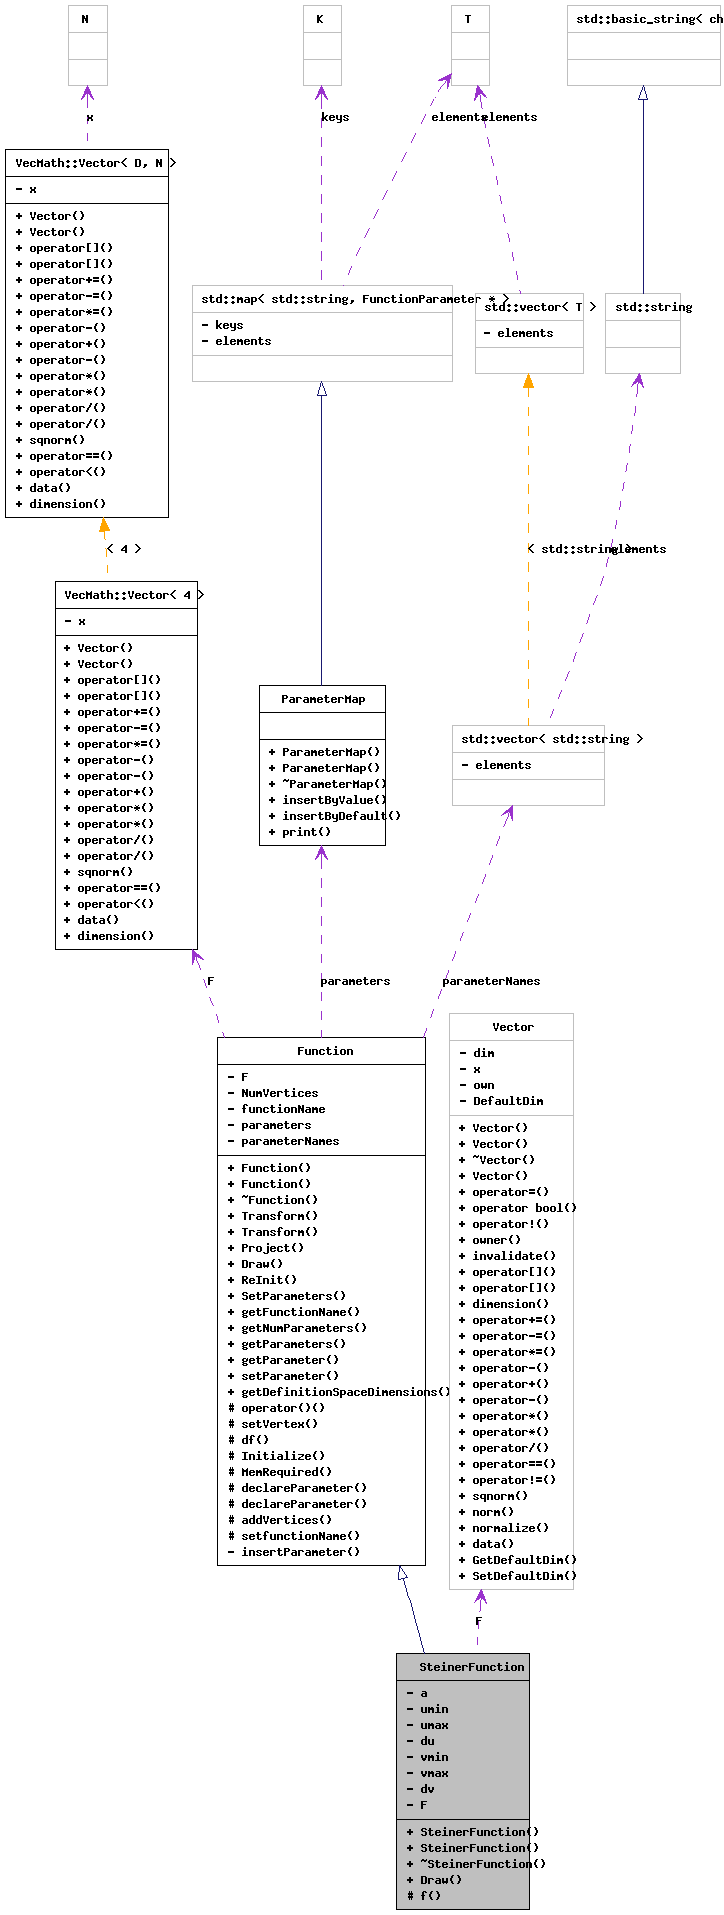 N
K
T
std::basic_string< ch
x
keys
elements
elements
VecMath::Vector< D, N >
- x
+ Vector()
+ Vector()
+ operator[]()
+ operator[]()
+ operator+=()
+ operator-=()
+ operator*=()
+ operator-()
+ operator+()
+ operator-()
+ operator*()
+ operator*()
+ operator/()
+ operator/()
+ sqnorm()
+ operator==()
+ operator<()
+ data()
+ dimension()
std::map< std::string, FunctionParameter * >
- keys
- elements
std::vector< T >
- elements
std::string
< 4 >
< std::string >
elements
VecMath::Vector< 4 >
- x
+ Vector()
+ Vector()
+ operator[]()
+ operator[]()
+ operator+=()
+ operator-=()
+ operator*=()
+ operator-()
+ operator-()
+ operator+()
+ operator*()
+ operator*()
+ operator/()
+ operator/()
+ sqnorm()
+ operator==()
+ operator<()
+ data()
+ dimension()
ParameterMap
+ ParameterMap()
+ ParameterMap()
+ ~ParameterMap()
+ insertByValue()
+ insertByDefault()
+ print()
std::vector< std::string >
- elements
F
parameters
parameterNames
Function
- F
- NumVertices
- functionName
- parameters
- parameterNames
+ Function()
+ Function()
+ ~Function()
+ Transform()
+ Transform()
+ Project()
+ Draw()
+ ReInit()
+ SetParameters()
+ getFunctionName()
+ getNumParameters()
+ getParameters()
+ getParameter()
+ setParameter()
+ getDefinitionSpaceDimensions()
# operator()()
# setVertex()
# df()
# Initialize()
# MemRequired()
# declareParameter()
# declareParameter()
# addVertices()
# setfunctionName()
- insertParameter()
Vector
- dim
- x
- own
- DefaultDim
+ Vector()
+ Vector()
+ ~Vector()
+ Vector()
+ operator=()
+ operator bool()
+ operator!()
+ owner()
+ invalidate()
+ operator[]()
+ operator[]()
+ dimension()
+ operator+=()
+ operator-=()
+ operator*=()
+ operator-()
+ operator+()
+ operator-()
+ operator*()
+ operator*()
+ operator/()
+ operator==()
+ operator!=()
+ sqnorm()
+ norm()
+ normalize()
+ data()
+ GetDefaultDim()
+ SetDefaultDim()
F
SteinerFunction
- a
- umin
- umax
- du
- vmin
- vmax
- dv
- F
+ SteinerFunction()
+ SteinerFunction()
+ ~SteinerFunction()
+ Draw()
# f()